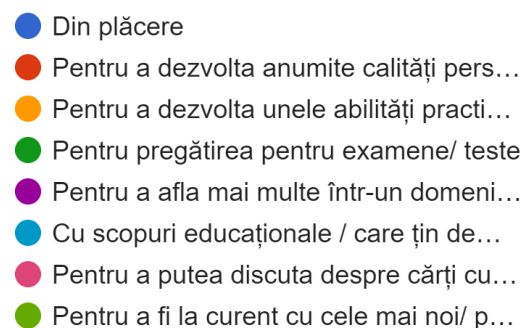 Din plăcere
Pentru a dezvolta anumite calități pers...
Pentru a dezvolta unele abilități practi...
Pentru pregătirea pentru examene/ teste
Pentru a afla mai multe într-un domeni...
Cu scopuri educaționale / care țin de...
Pentru a putea discuta despre cărți cu...
Pentru a fi la curent cu cele mai noi/ p...